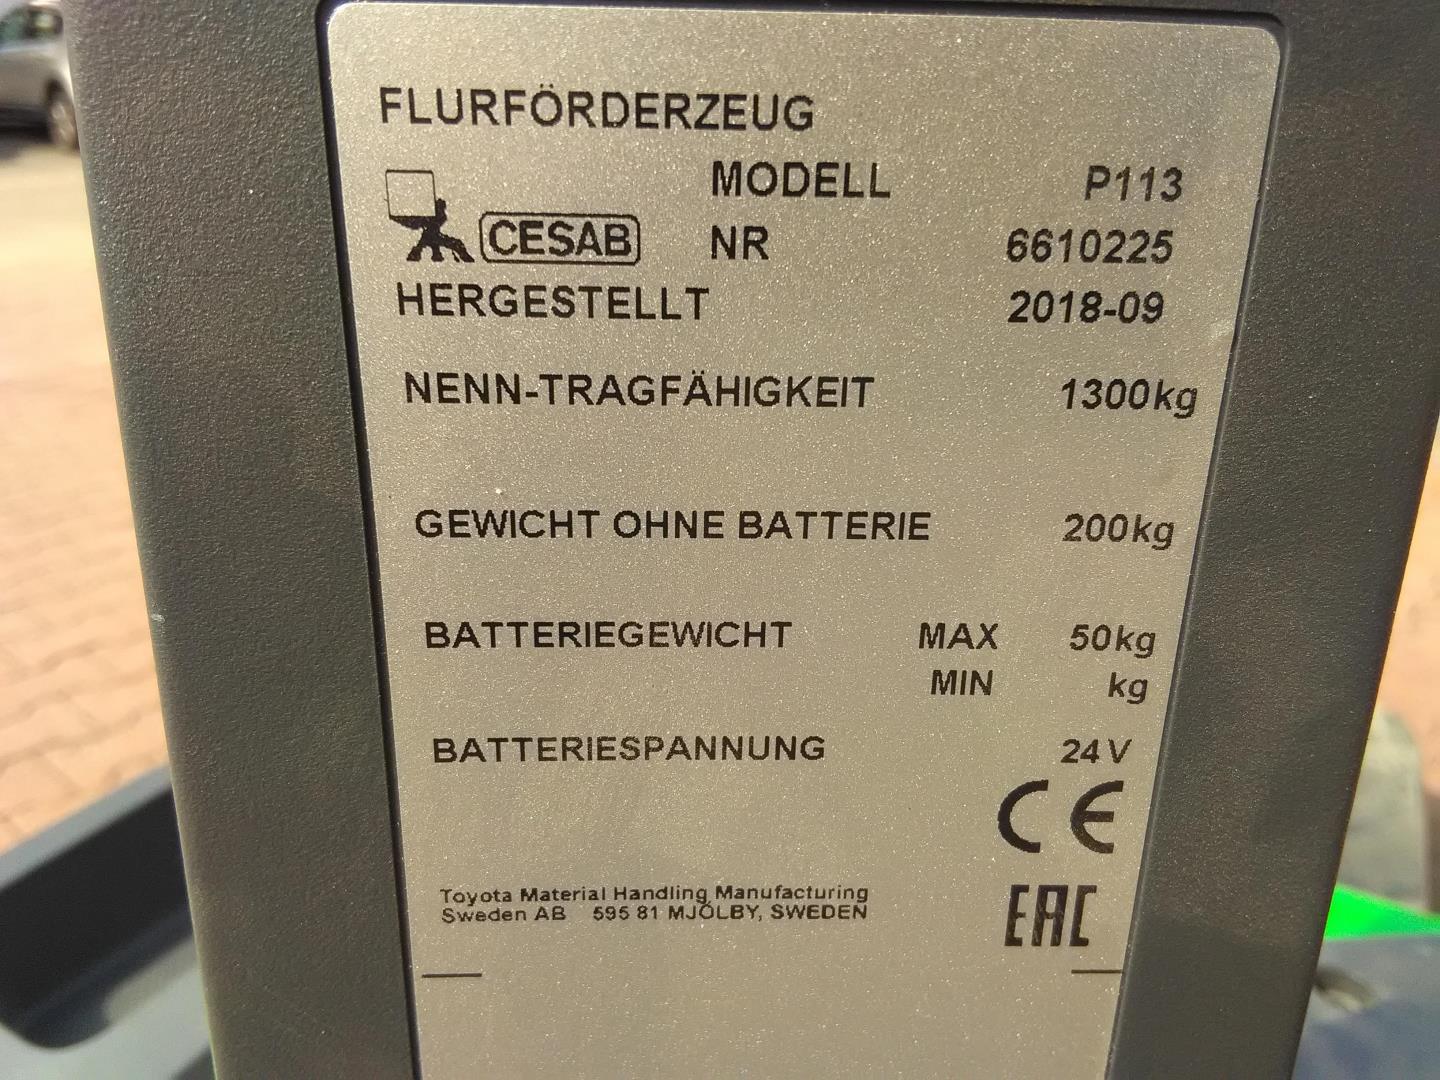 FLURFÖRDERZEUG
MODELL P113
CESAB NR 6610225
HERGESTELLT 2018-09
NENN-TRAGFÄHIGKEIT 1300kg
GEWICHT OHNE BATTERIE 200kg
BATTERIEGEWICHT MAX 50kg
MIN kg
BATTERIESPANNUNG 24V
CE
Toyota Material Handling Manufacturing
Sweden AB 595 81 MJÖLBY, SWEDEN
EAC